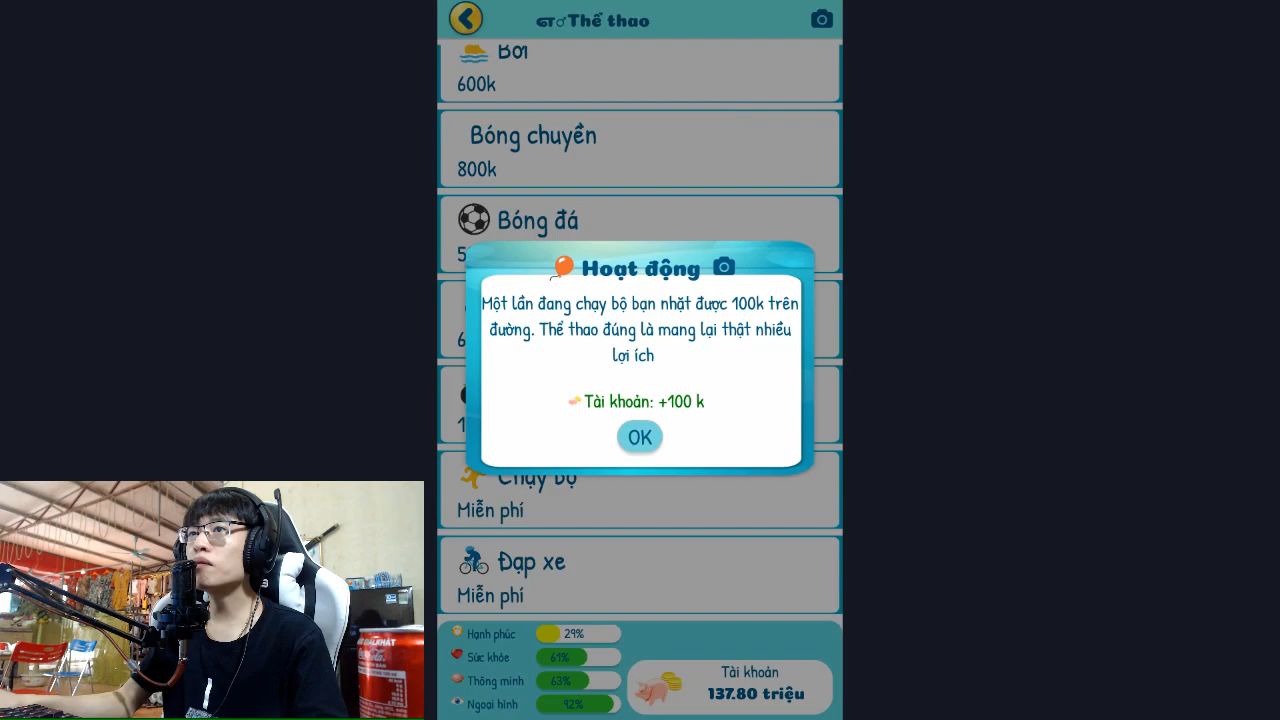 Thể thao
Bơi
600k
Bóng chuyền
800k
Bóng đá
5
Hoạt động
Một lần đang chạy bộ bạn nhặt được 100k trên
đường. Thể thao đúng là mang lại thật nhiều
lợi ích
6
Tài khoản: +100 k
1
OK
Chạy bộ
Miễn phí
Đạp xe
Miễn phí
Hạnh phúc 29%
Sức khỏe 61%
Thông minh 63%
Ngoại hình 92%
Tài khoản
137.80 triệu